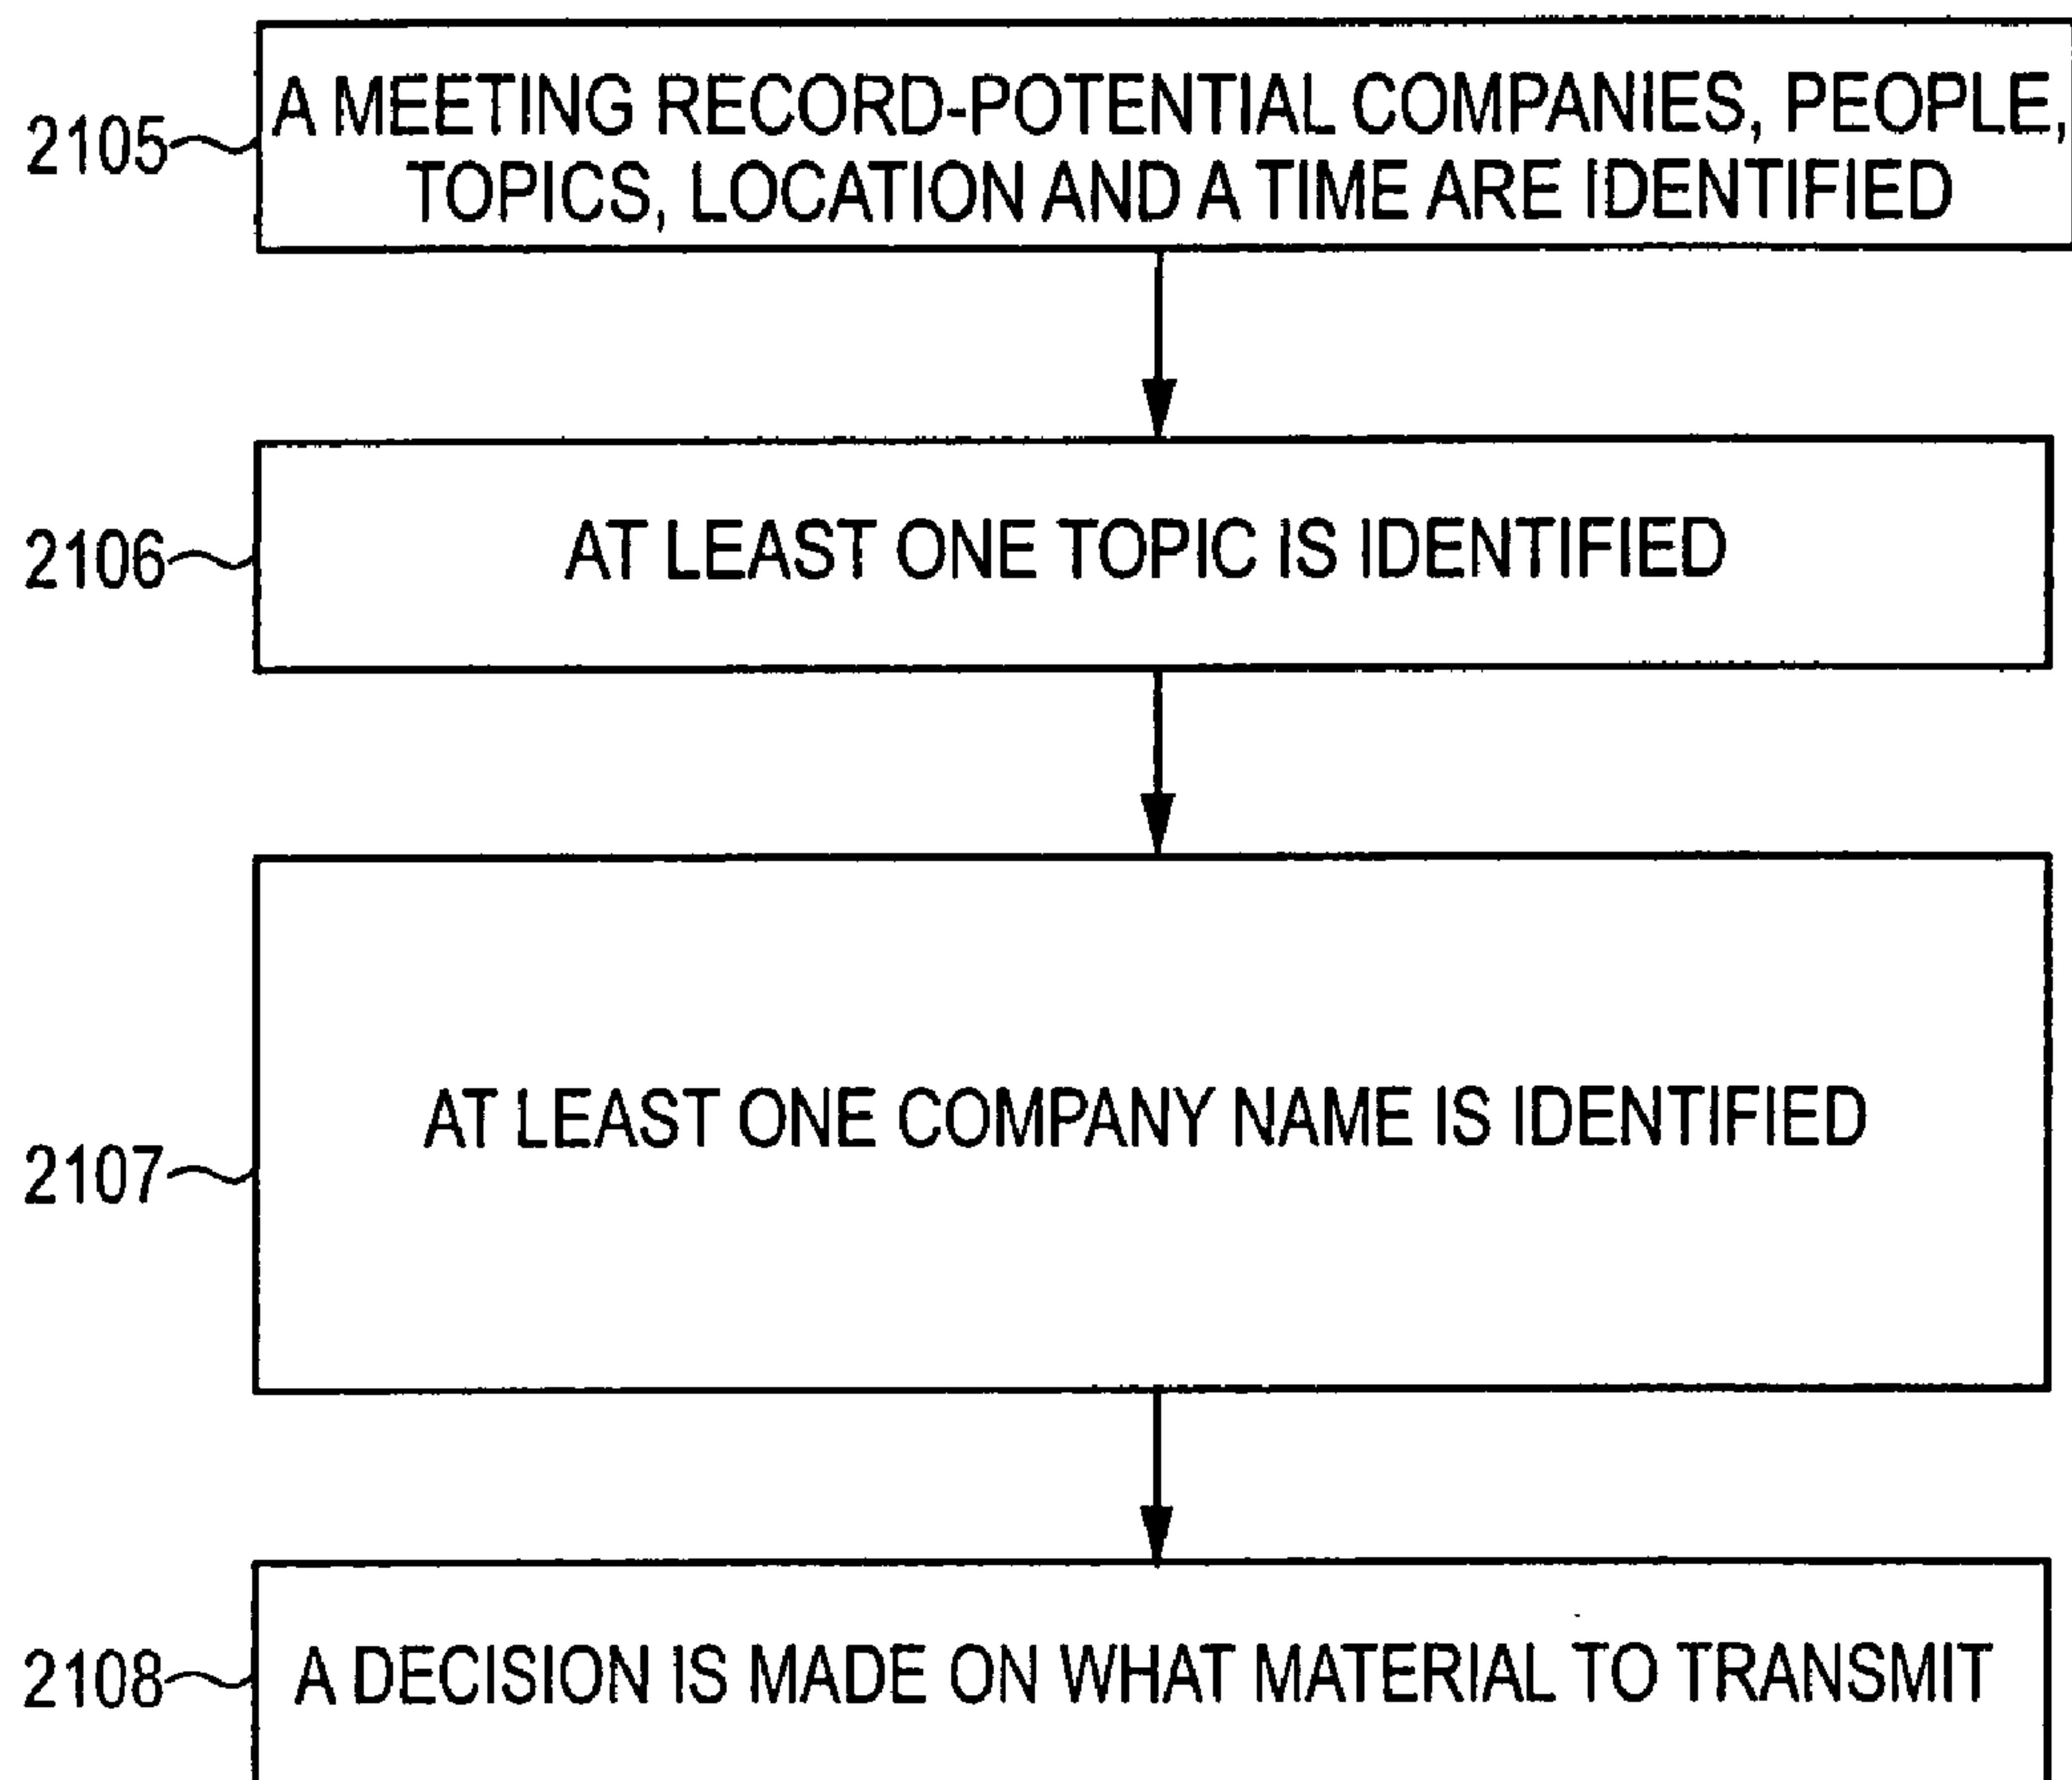 2105
A MEETING RECORD-POTENTIAL COMPANIES, PEOPLE,
TOPICS, LOCATION AND A TIME ARE IDENTIFIED
2106
AT LEAST ONE TOPIC IS IDENTIFIED
2107
AT LEAST ONE COMPANY NAME IS IDENTIFIED
2108
A DECISION IS MADE ON WHAT MATERIAL TO TRANSMIT